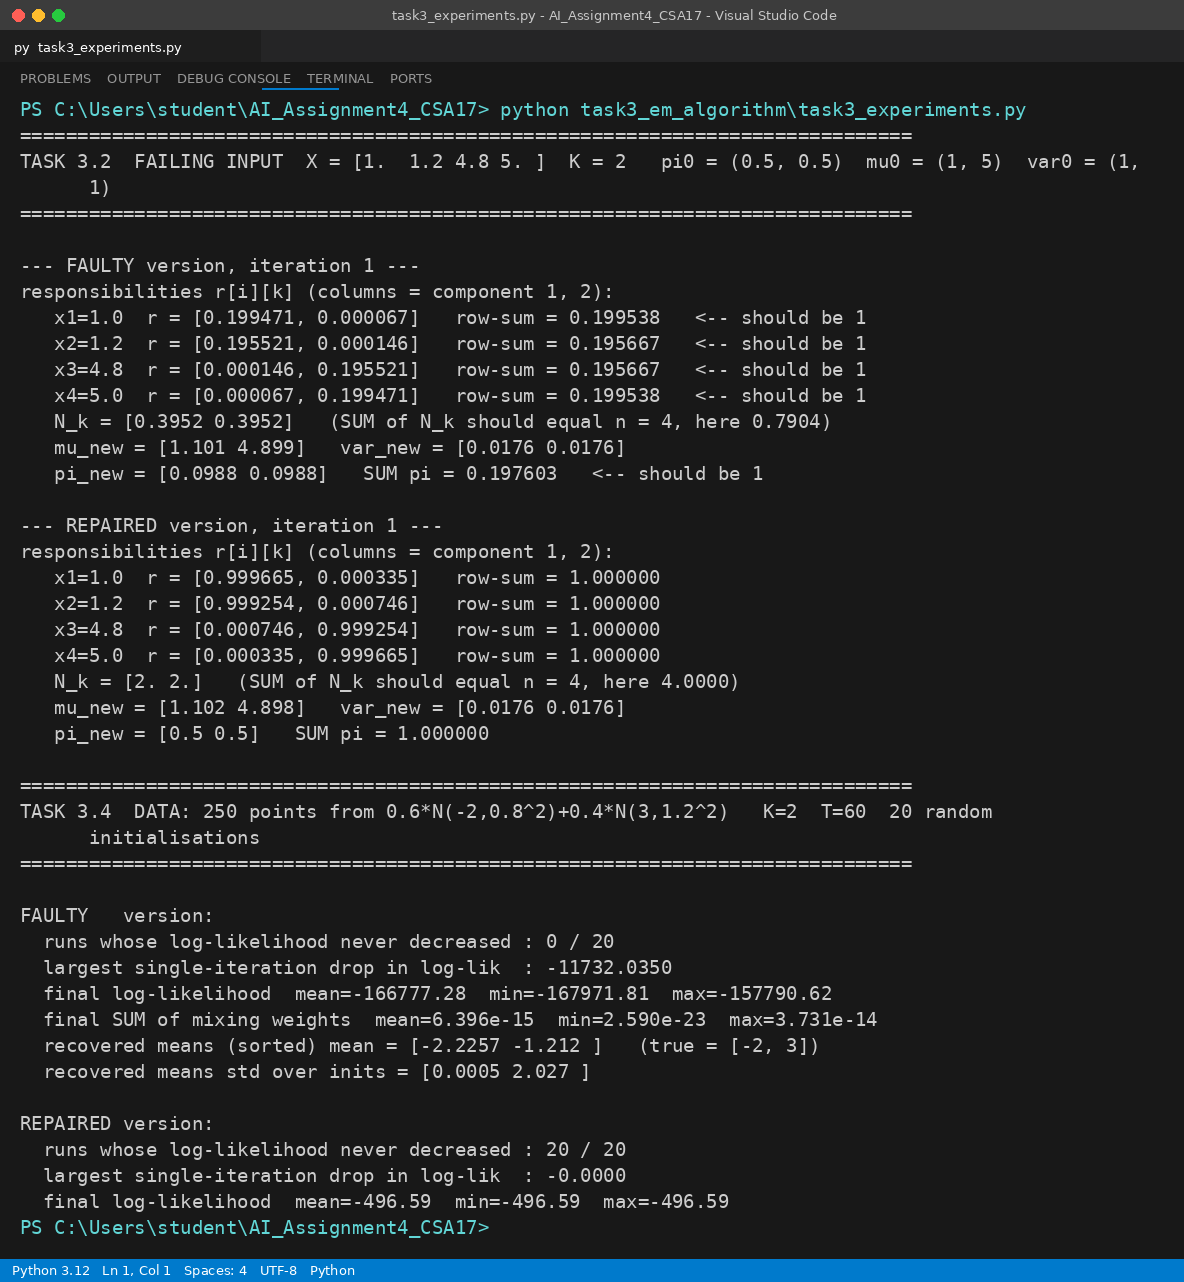 task3_experiments.py - AI_Assignment4_CSA17 - Visual Studio Code
py  task3_experiments.py
PROBLEMS    OUTPUT    DEBUG CONSOLE    TERMINAL    PORTS
PS C:\Users\student\AI_Assignment4_CSA17> python task3_em_algorithm\task3_experiments.py
==============================================================================
TASK 3.2  FAILING INPUT  X = [1.  1.2 4.8 5. ]  K = 2   pi0 = (0.5, 0.5)  mu0 = (1, 5)  var0 = (1,
      1)
==============================================================================

--- FAULTY version, iteration 1 ---
responsibilities r[i][k] (columns = component 1, 2):
   x1=1.0  r = [0.199471, 0.000067]   row-sum = 0.199538   <-- should be 1
   x2=1.2  r = [0.195521, 0.000146]   row-sum = 0.195667   <-- should be 1
   x3=4.8  r = [0.000146, 0.195521]   row-sum = 0.195667   <-- should be 1
   x4=5.0  r = [0.000067, 0.199471]   row-sum = 0.199538   <-- should be 1
   N_k = [0.3952 0.3952]   (SUM of N_k should equal n = 4, here 0.7904)
   mu_new = [1.101 4.899]   var_new = [0.0176 0.0176]
   pi_new = [0.0988 0.0988]   SUM pi = 0.197603   <-- should be 1

--- REPAIRED version, iteration 1 ---
responsibilities r[i][k] (columns = component 1, 2):
   x1=1.0  r = [0.999665, 0.000335]   row-sum = 1.000000
   x2=1.2  r = [0.999254, 0.000746]   row-sum = 1.000000
   x3=4.8  r = [0.000746, 0.999254]   row-sum = 1.000000
   x4=5.0  r = [0.000335, 0.999665]   row-sum = 1.000000
   N_k = [2. 2.]   (SUM of N_k should equal n = 4, here 4.0000)
   mu_new = [1.102 4.898]   var_new = [0.0176 0.0176]
   pi_new = [0.5 0.5]   SUM pi = 1.000000

==============================================================================
TASK 3.4  DATA: 250 points from 0.6*N(-2,0.8^2)+0.4*N(3,1.2^2)   K=2  T=60  20 random
      initialisations
==============================================================================

FAULTY   version:
  runs whose log-likelihood never decreased : 0 / 20
  largest single-iteration drop in log-lik  : -11732.0350
  final log-likelihood  mean=-166777.28  min=-167971.81  max=-157790.62
  final SUM of mixing weights  mean=6.396e-15  min=2.590e-23  max=3.731e-14
  recovered means (sorted) mean = [-2.2257 -1.212 ]   (true = [-2, 3])
  recovered means std over inits = [0.0005 2.027 ]

REPAIRED version:
  runs whose log-likelihood never decreased : 20 / 20
  largest single-iteration drop in log-lik  : -0.0000
  final log-likelihood  mean=-496.59  min=-496.59  max=-496.59
PS C:\Users\student\AI_Assignment4_CSA17>
Python 3.12   Ln 1, Col 1   Spaces: 4   UTF-8   Python